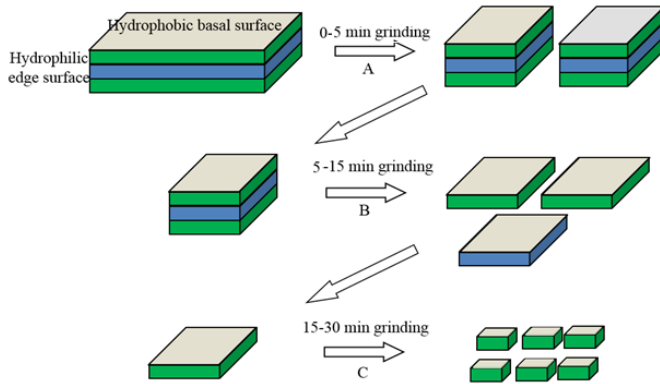 Hydrophobic basal surface
Hydrophilic
edge surface
0-5 min grinding
A
5-15 min grinding
B
15-30 min grinding
C